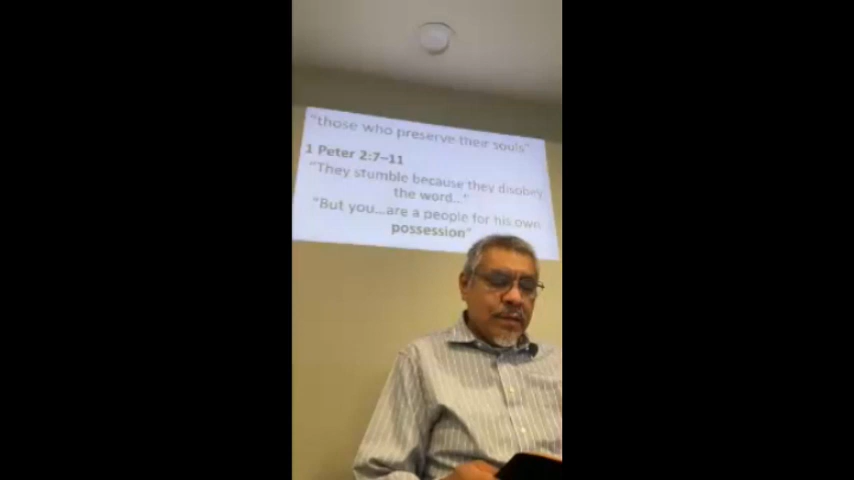 "those who preserve their souls"
1 Peter 2:7–11
"They stumble because they disobey
the word..."
"But you...are a people for his own
possession"